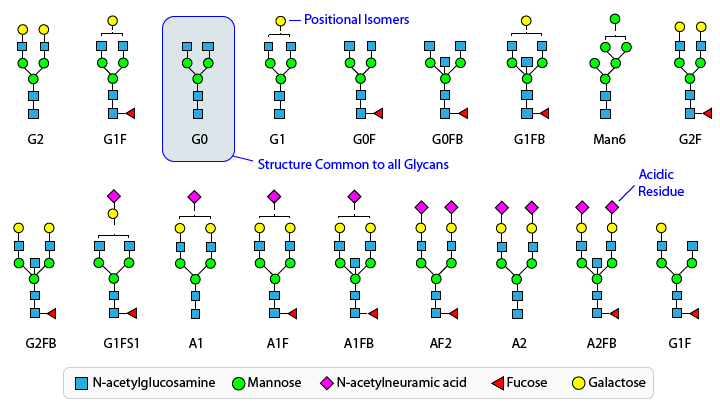 Positional Isomers
G2
G1F
G0
G1
G0F
G0FB
G1FB
Man6
G2F
Structure Common to all Glycans
Acidic
Residue
G2FB
G1FS1
A1
A1F
A1FB
AF2
A2
A2FB
G1F
N-acetylglucosamine
Mannose
N-acetylneuramic acid
Fucose
Galactose